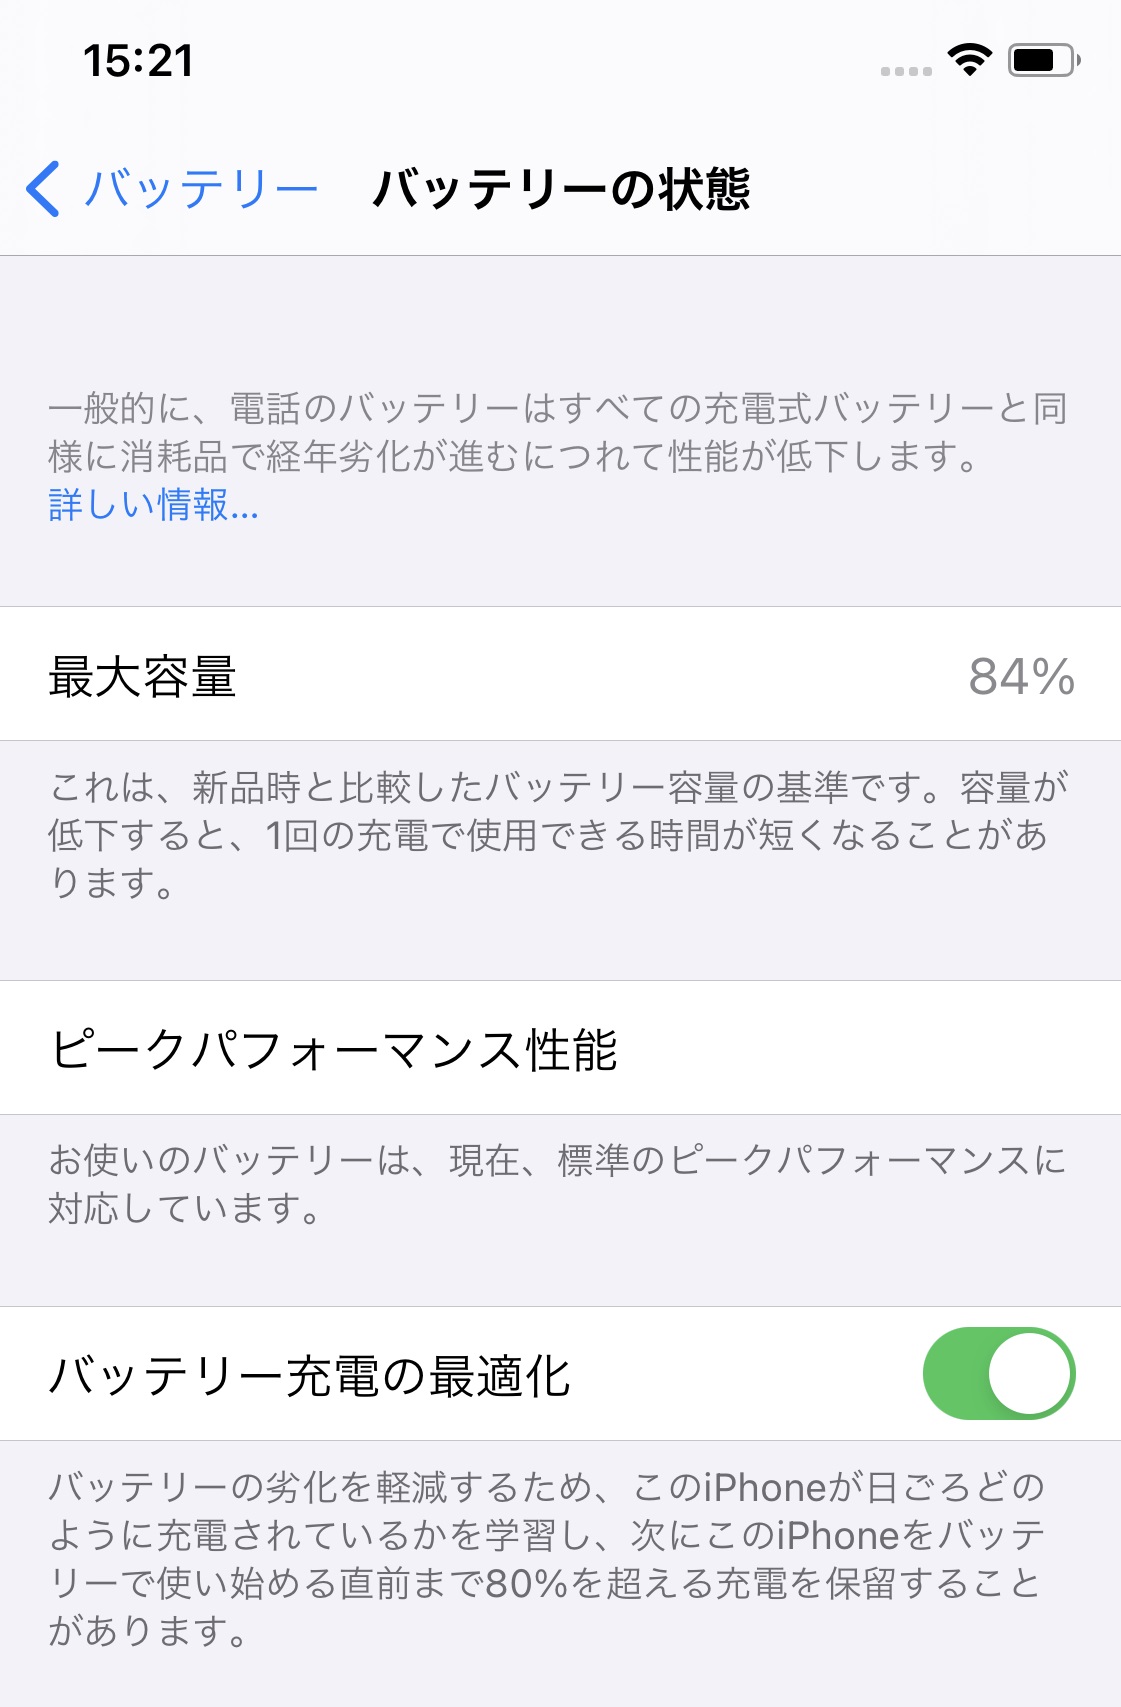 15:21
バッテリー バッテリーの状態
一般的に、電話のバッテリーはすべての充電式バッテリーと同
様に消耗品で経年劣化が進むにつれて性能が低下します。
詳しい情報...
最大容量 84%
これは、新品時と比較したバッテリー容量の基準です。容量が
低下すると、1回の充電で使用できる時間が短くなることがあ
ります。
ピークパフォーマンス性能
お使いのバッテリーは、現在、標準のピークパフォーマンスに
対応しています。
バッテリー充電の最適化
バッテリーの劣化を軽減するため、このiPhoneが日ごろどの
ように充電されているかを学習し、次にこのiPhoneをバッテ
リーで使い始める直前まで80%を超える充電を保留すること
があります。